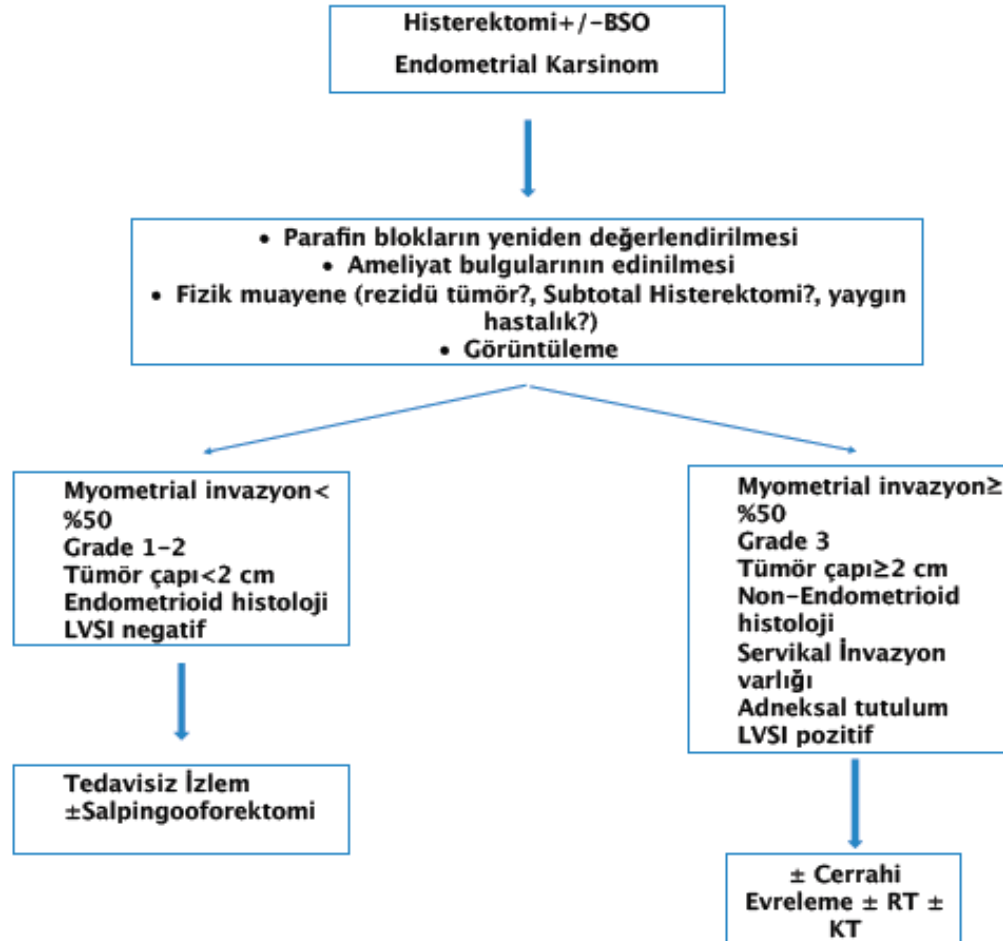 Histerektomi+/-BSO
Endometrial Karsinom
• Parafin blokların yeniden değerlendirilmesi
• Ameliyat bulgularının edinilmesi
• Fizik muayene (rezidü tümör?, Subtotal Histerektomi?, yaygın
hastalık?)
• Görüntüleme
Myometrial invazyon<
%50
Grade 1-2
Tümör çapı<2 cm
Endometrioid histoloji
LVSI negatif
Tedavisiz İzlem
±Salpingooforektomi
Myometrial invazyon≥
%50
Grade 3
Tümör çapı≥2 cm
Non-Endometrioid
histoloji
Servikal İnvazyon
varlığı
Adneksal tutulum
LVSI pozitif
± Cerrahi
Evreleme ± RT ±
KT